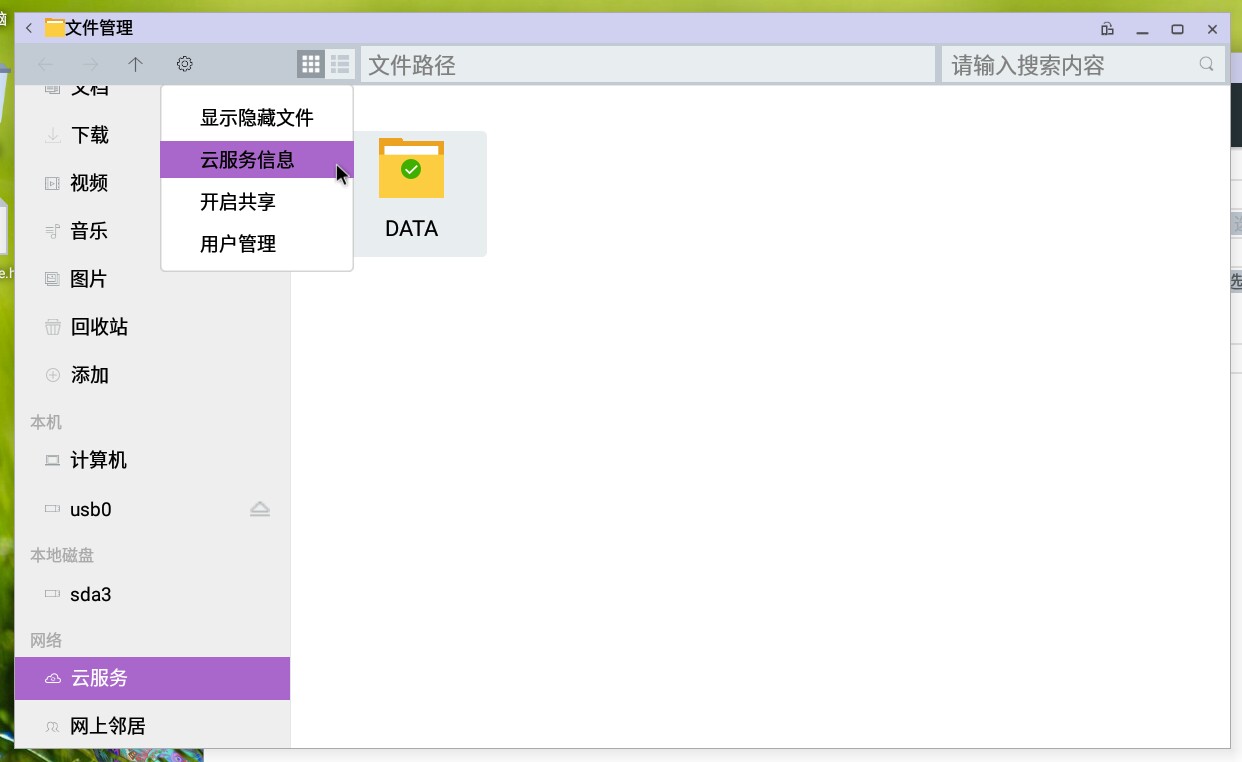 文件管理
文件路径
请输入搜索内容
文档
下载
视频
音乐
图片
回收站
添加
本机
计算机
usb0
本地磁盘
sda3
网络
云服务
网上邻居
显示隐藏文件
云服务信息
开启共享
用户管理
DATA